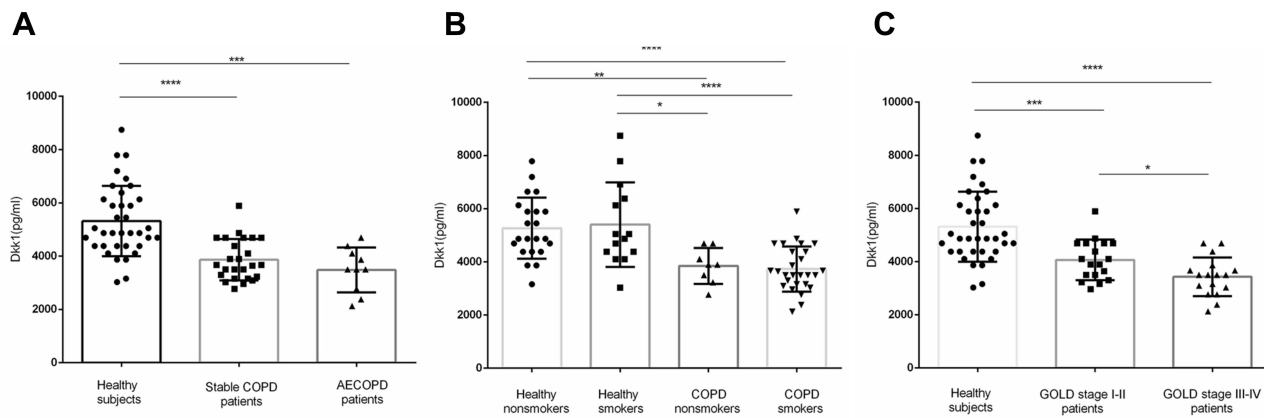 A
***
****
Dkk1(pg/ml)
10000
8000
6000
4000
2000
0
Healthy
subjects
Stable COPD
patients
AECOPD
patients
B
****
**
****
*
Dkk1(pg/ml)
10000
8000
6000
4000
2000
0
Healthy
nonsmokers
Healthy
smokers
COPD
nonsmokers
COPD
smokers
C
****
***
*
Dkk1(pg/ml)
10000
8000
6000
4000
2000
0
Healthy
subjects
GOLD stage I-II
patients
GOLD stage III-IV
patients